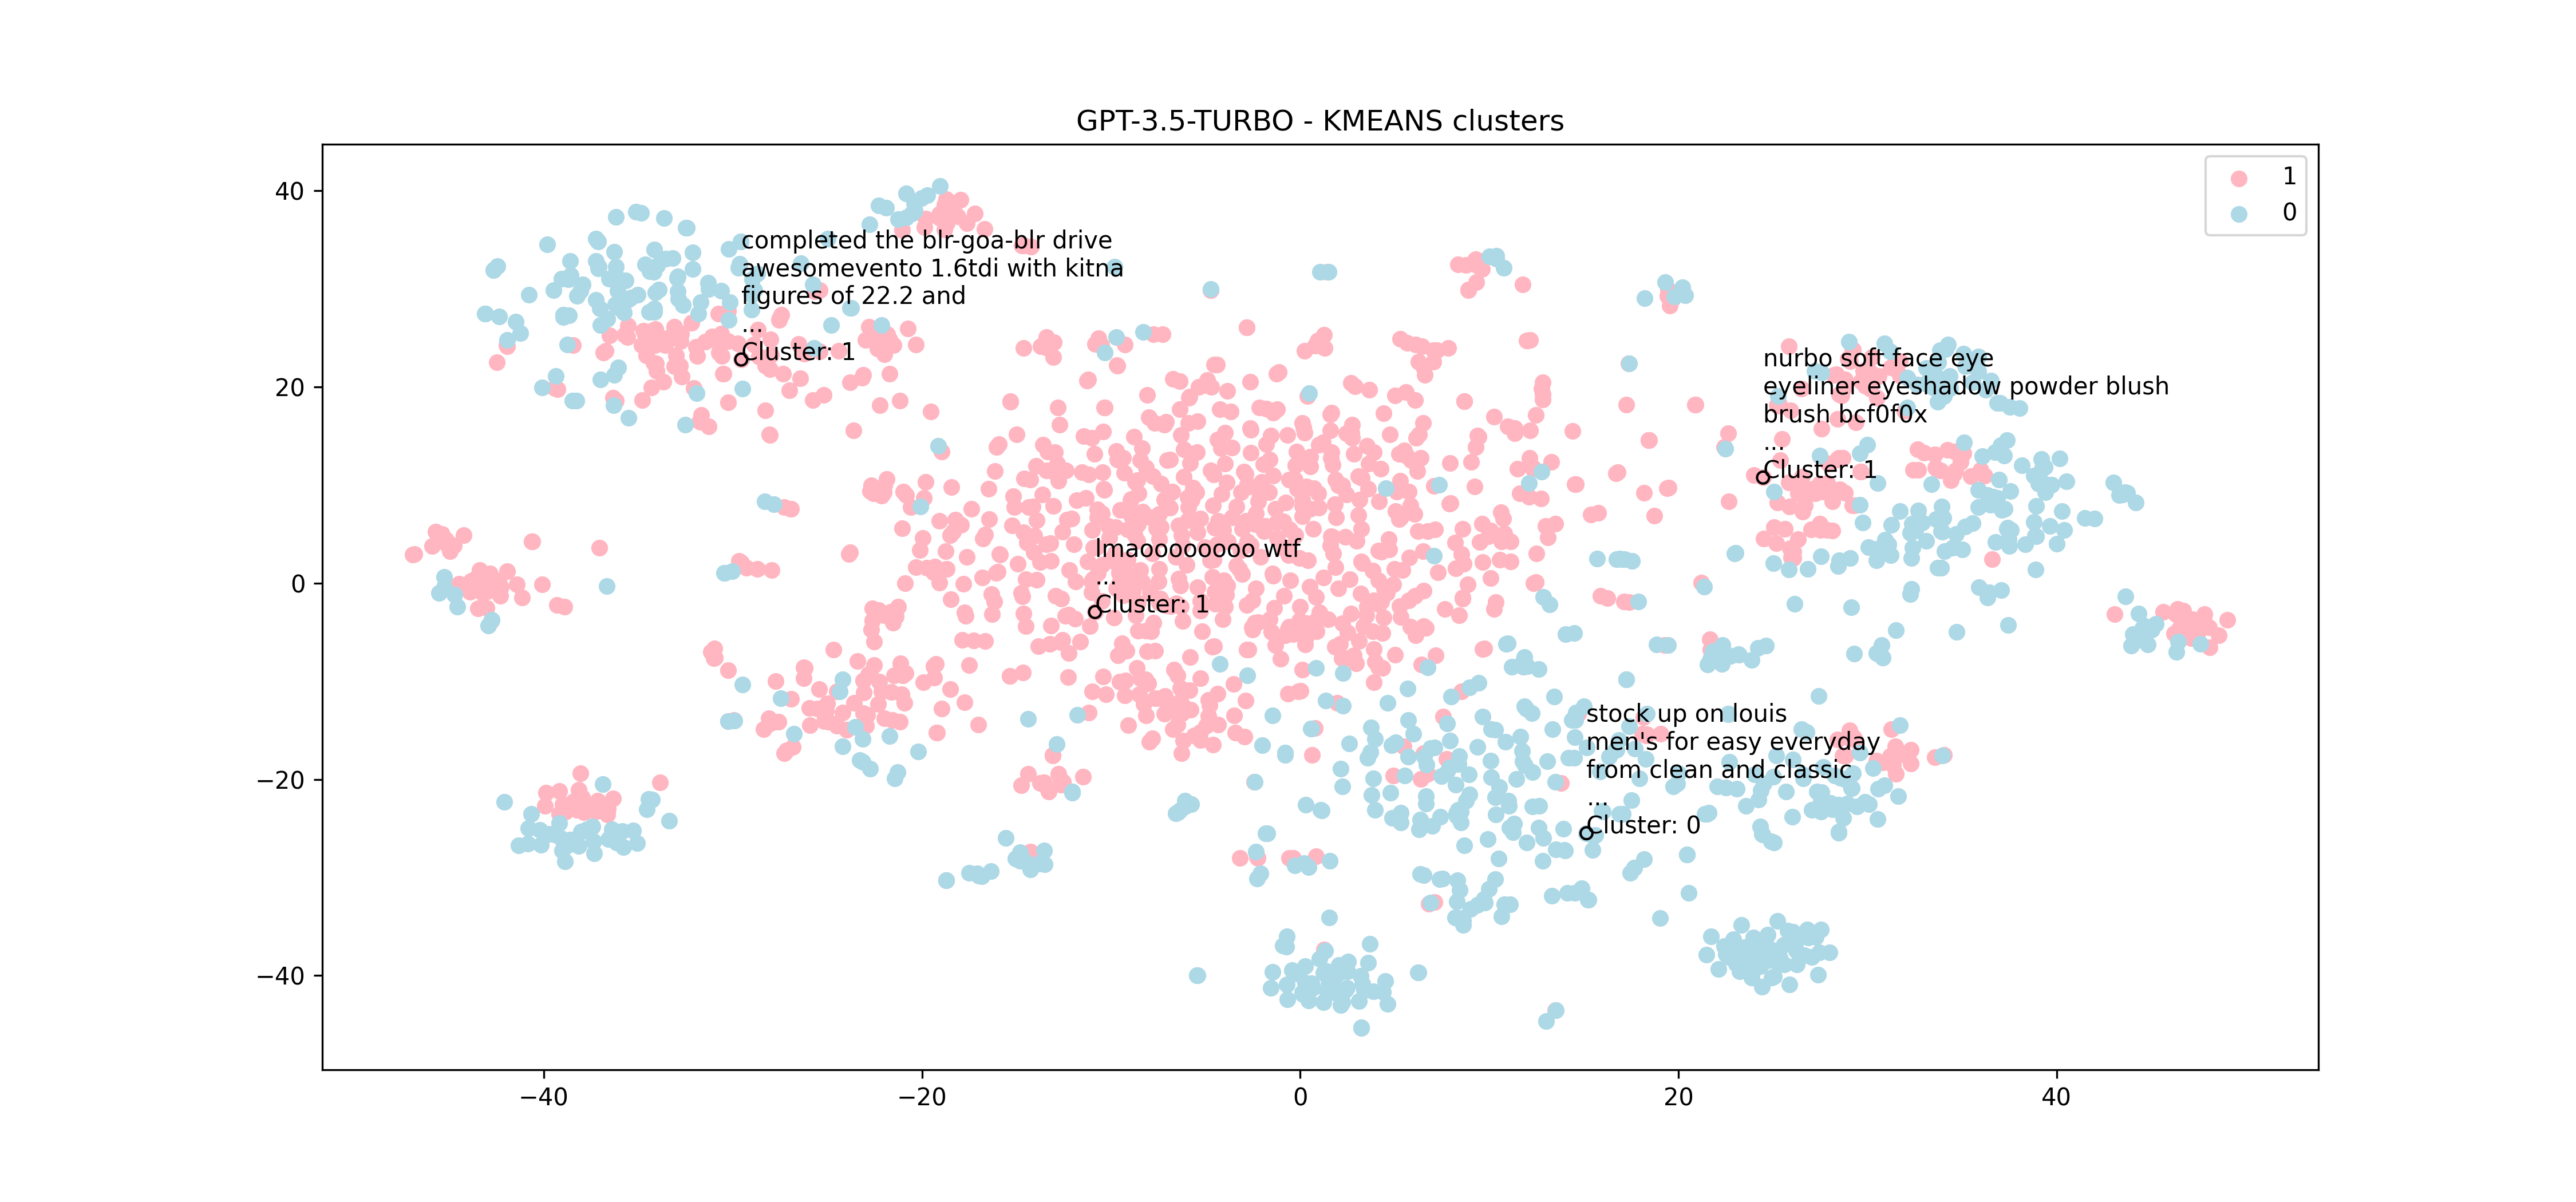 GPT-3.5-TURBO - KMEANS clusters
1
0
40
20
0
−20
−40
completed the blr-goa-blr drive
awesomevento 1.6tdi with kitna
figures of 22.2 and
...
Cluster: 1
nurbo soft face eye
eyeliner eyeshadow powder blush
brush bcf0f0x
...
Cluster: 1
lmaoooooooo wtf
...
Cluster: 1
stock up on louis
men's for easy everyday
from clean and classic
...
Cluster: 0
−40
−20
0
20
40